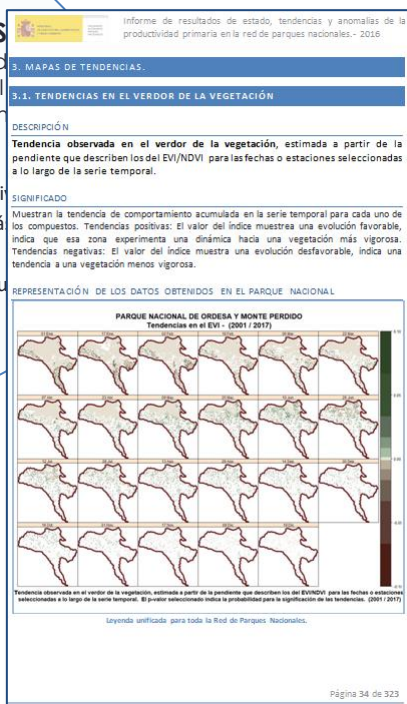 Informe de resultados de estado, tendencias y anomalías de la
productividad primaria en la red de parques nacionales.- 2016
3. MAPAS DE TENDENCIAS.
3.1. TENDENCIAS EN EL VERDOR DE LA VEGETACIÓN
DESCRIPCIÓN
Tendencia observada en el verdor de la vegetación, estimada a partir de la
pendiente que describen los del EVI/NDVI para las fechas o estaciones seleccionadas
a lo largo de la serie temporal.
SIGNIFICADO
Muestran la tendencia de comportamiento acumulada en la serie temporal para cada uno de
los compuestos. Tendencias positivas: El valor del índice muestrea una evolución favorable,
indica que esa zona experimenta una dinámica hacia una vegetación más vigorosa.
Tendencias negativas: El valor del índice muestra una evolución desfavorable, indica una
tendencia a una vegetación menos vigorosa.
REPRESENTACIÓN DE LOS DATOS OBTENIDOS EN EL PARQUE NACIONAL
PARQUE NACIONAL DE ORDESA Y MONTE PERDIDO
Tendencias en el EVI - (2001 / 2017)
Tendencia observada en el verdor de la vegetación, estimada a partir de la pendiente que describen los del EVI/NDVI para las fechas o estaciones
seleccionadas a lo largo de la serie temporal. El p-valor seleccionado indica la probabilidad para la significación de las tendencias. (2001 / 2017)
Leyenda unificada para toda la Red de Parques Nacionales.
Página 34 de 323